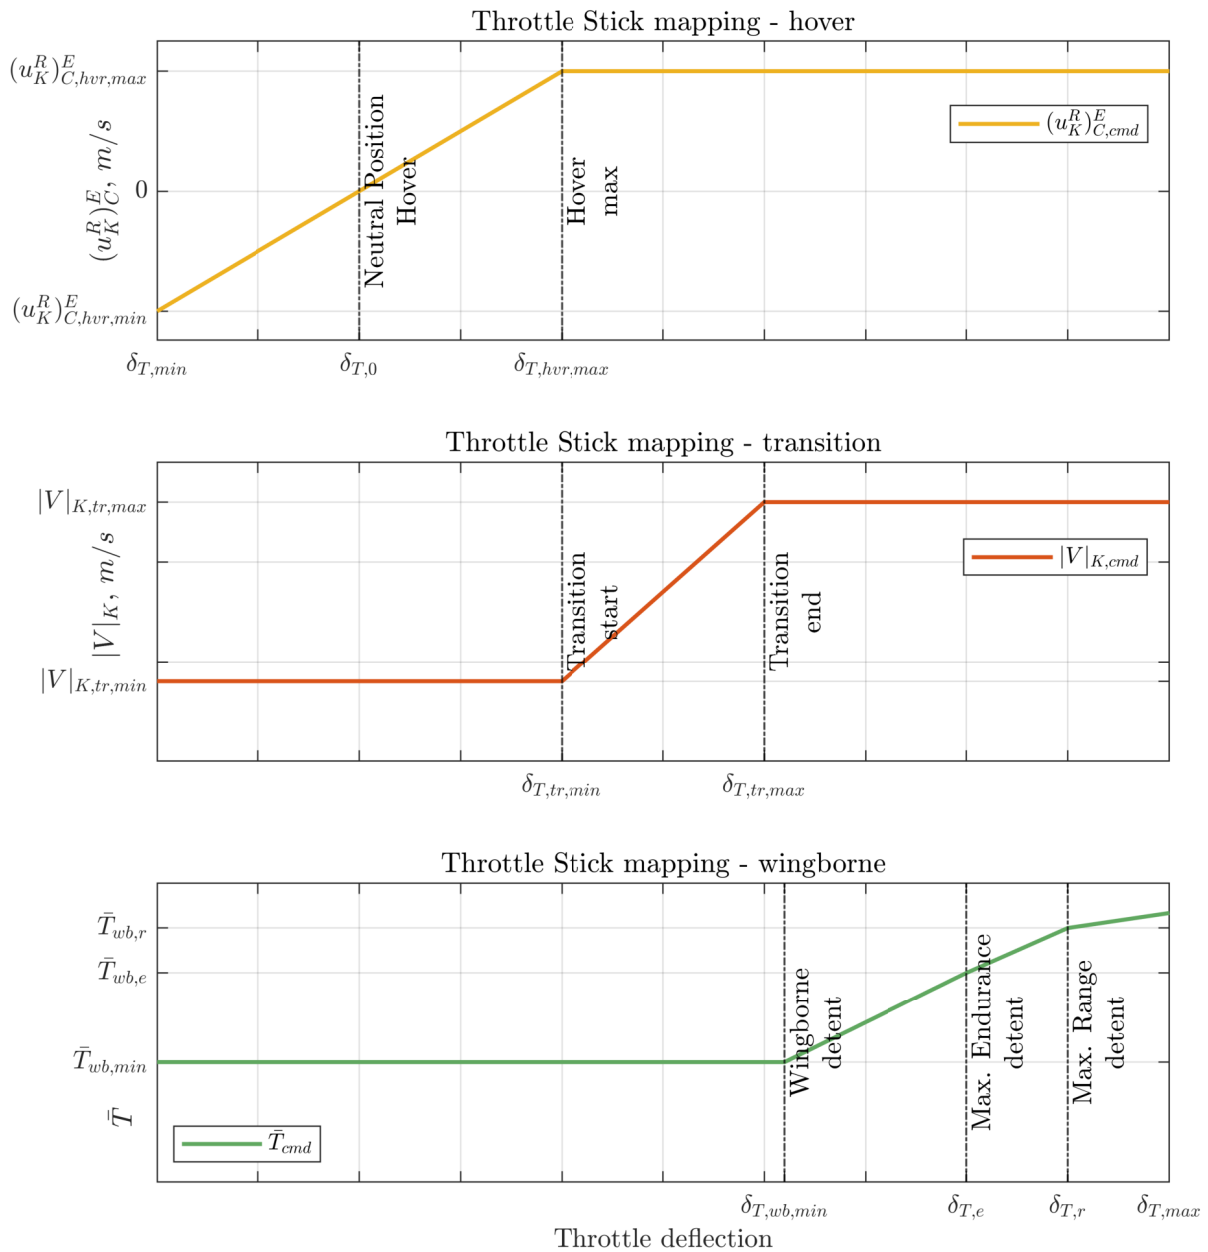 Throttle Stick mapping - hover
(u_K^R)^E_{C,hvr,max}
0
(u_K^R)^E_{C,hvr,min}
(u_K^R)^E_C, m/s
Neutral Position
Hover
Hover
max
(u_K^R)^E_{C,cmd}
δ_{T,min}
δ_{T,0}
δ_{T,hvr,max}
Throttle Stick mapping - transition
|V|_{K,tr,max}
|V|_{K,tr,min}
|V|_K, m/s
Transition
start
Transition
end
|V|_{K,cmd}
δ_{T,tr,min}
δ_{T,tr,max}
Throttle Stick mapping - wingborne
T̄_{wb,r}
T̄_{wb,e}
T̄_{wb,min}
T̄
Wingborne
detent
Max. Endurance
detent
Max. Range
detent
T̄_{cmd}
δ_{T,wb,min}
δ_{T,e}
δ_{T,r}
δ_{T,max}
Throttle deflection